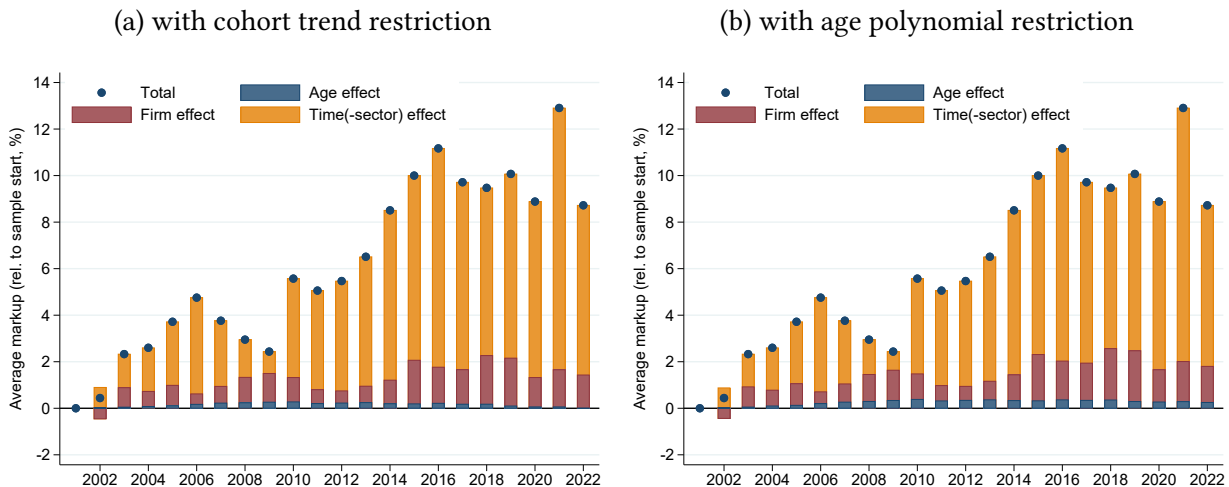 (a) with cohort trend restriction
Average markup (rel. to sample start, %)
14
12
10
8
6
4
2
0
-2
Total
Age effect
Firm effect
Time(-sector) effect
2002 2004 2006 2008 2010 2012 2014 2016 2018 2020 2022
(b) with age polynomial restriction
Average markup (rel. to sample start, %)
14
12
10
8
6
4
2
0
-2
Total
Age effect
Firm effect
Time(-sector) effect
2002 2004 2006 2008 2010 2012 2014 2016 2018 2020 2022